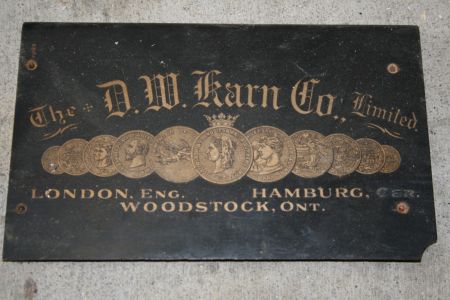 The D.W. Karn Co., Limited.
LONDON, ENG. HAMBURG, GER.
WOODSTOCK, ONT.